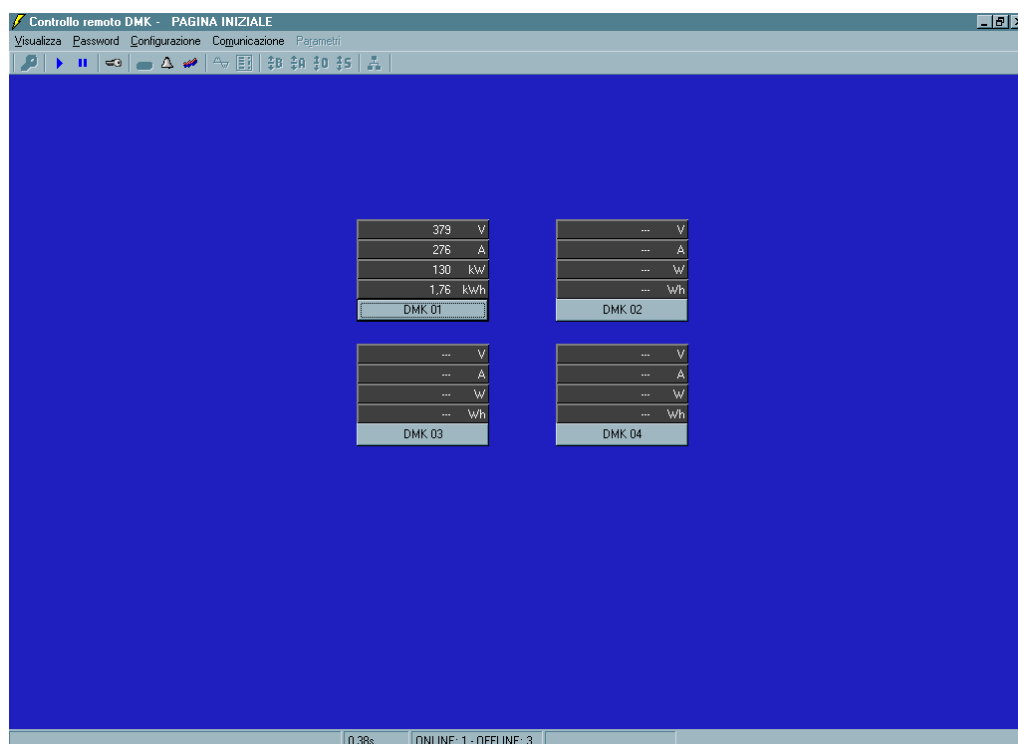 Controllo remoto DMK - PAGINA INIZIALE
Visualizza Password Configurazione Comunicazione Parametri
B A O S
379 V
276 A
130 kW
1,76 kWh
DMK 01
--- V
--- A
--- W
--- Wh
DMK 02
--- V
--- A
--- W
--- Wh
DMK 03
--- V
--- A
--- W
--- Wh
DMK 04
0.38s ONLINE: 1 - OFFLINE: 3